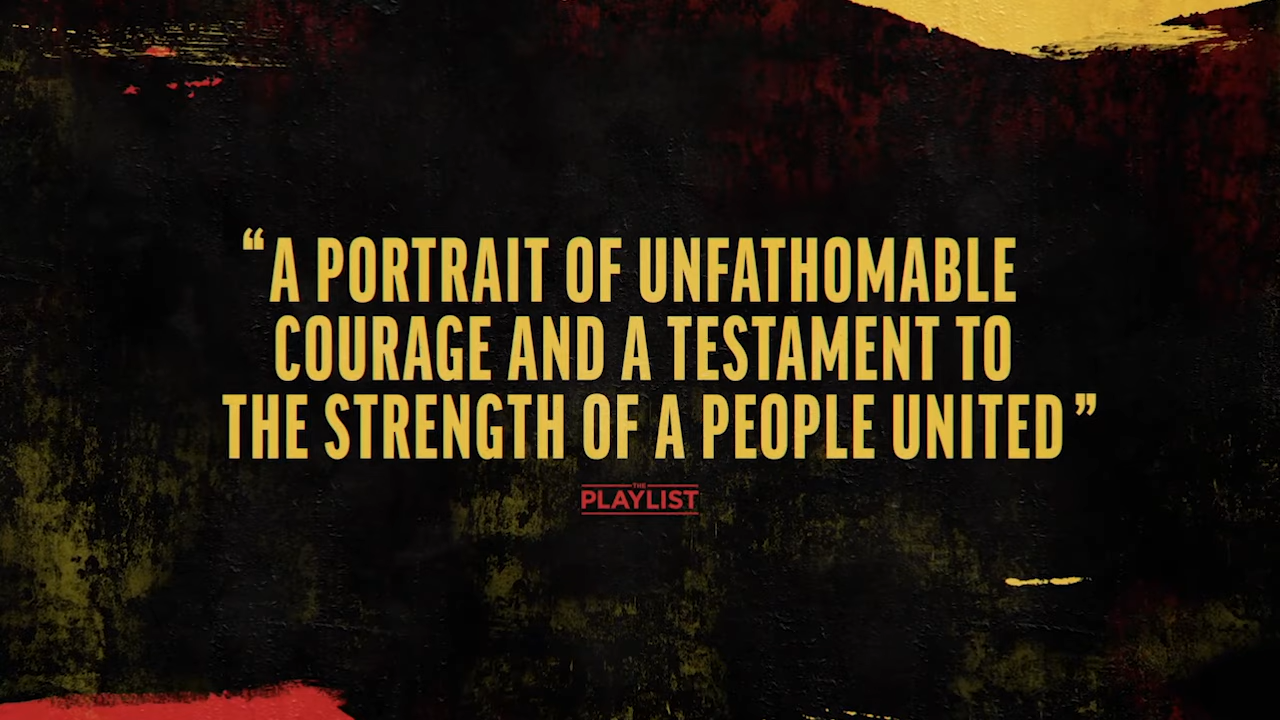 “A PORTRAIT OF UNFATHOMABLE
COURAGE AND A TESTAMENT TO
THE STRENGTH OF A PEOPLE UNITED”
THE
PLAYLIST